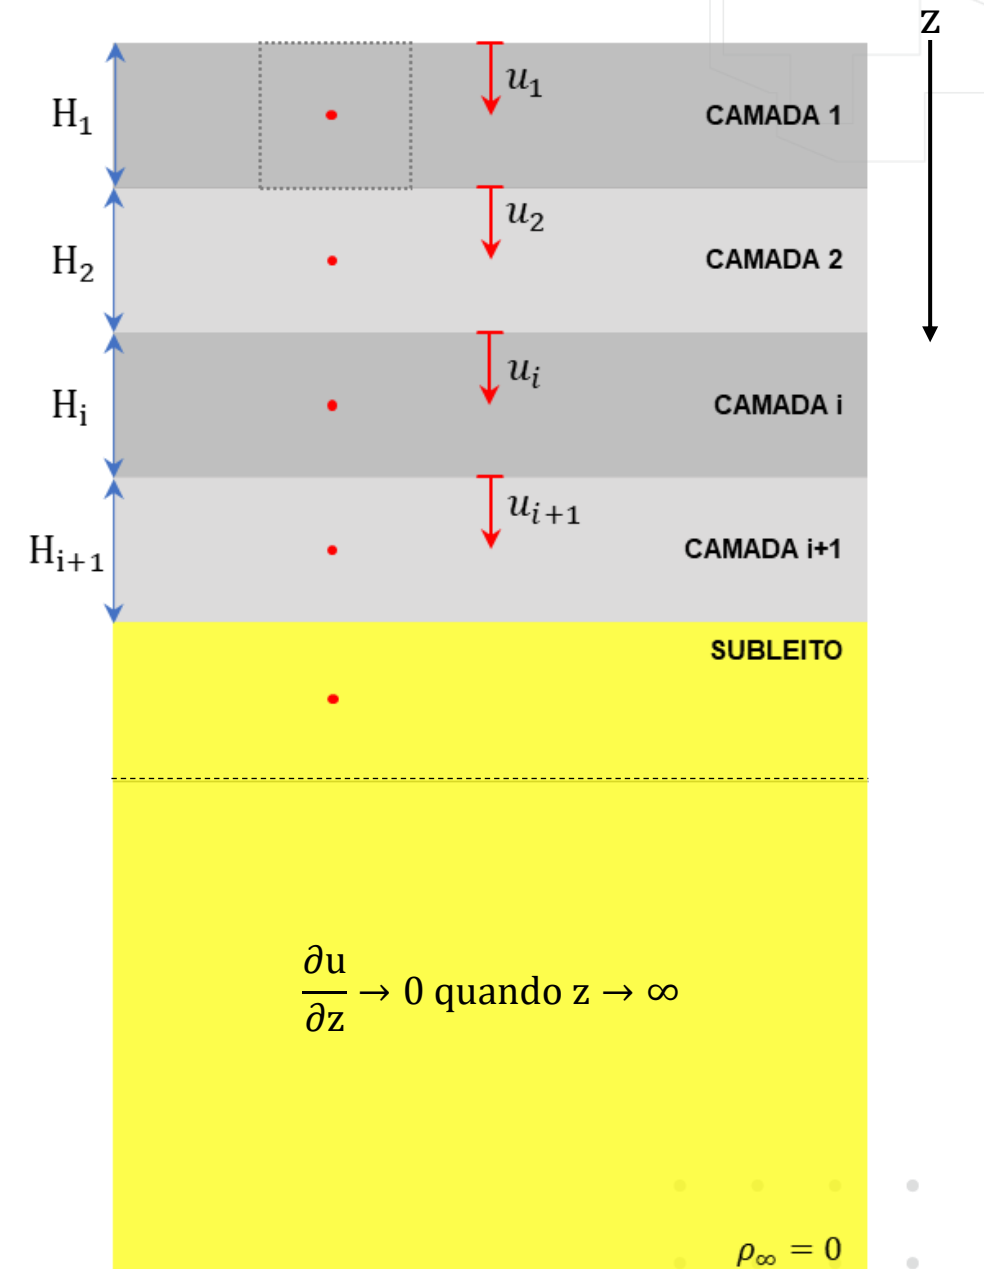 z
H₁
u₁
CAMADA 1
H₂
u₂
CAMADA 2
Hᵢ
uᵢ
CAMADA i
Hᵢ₊₁
uᵢ₊₁
CAMADA i+1
SUBLEITO
∂u/∂z → 0 quando z → ∞
ρ∞ = 0